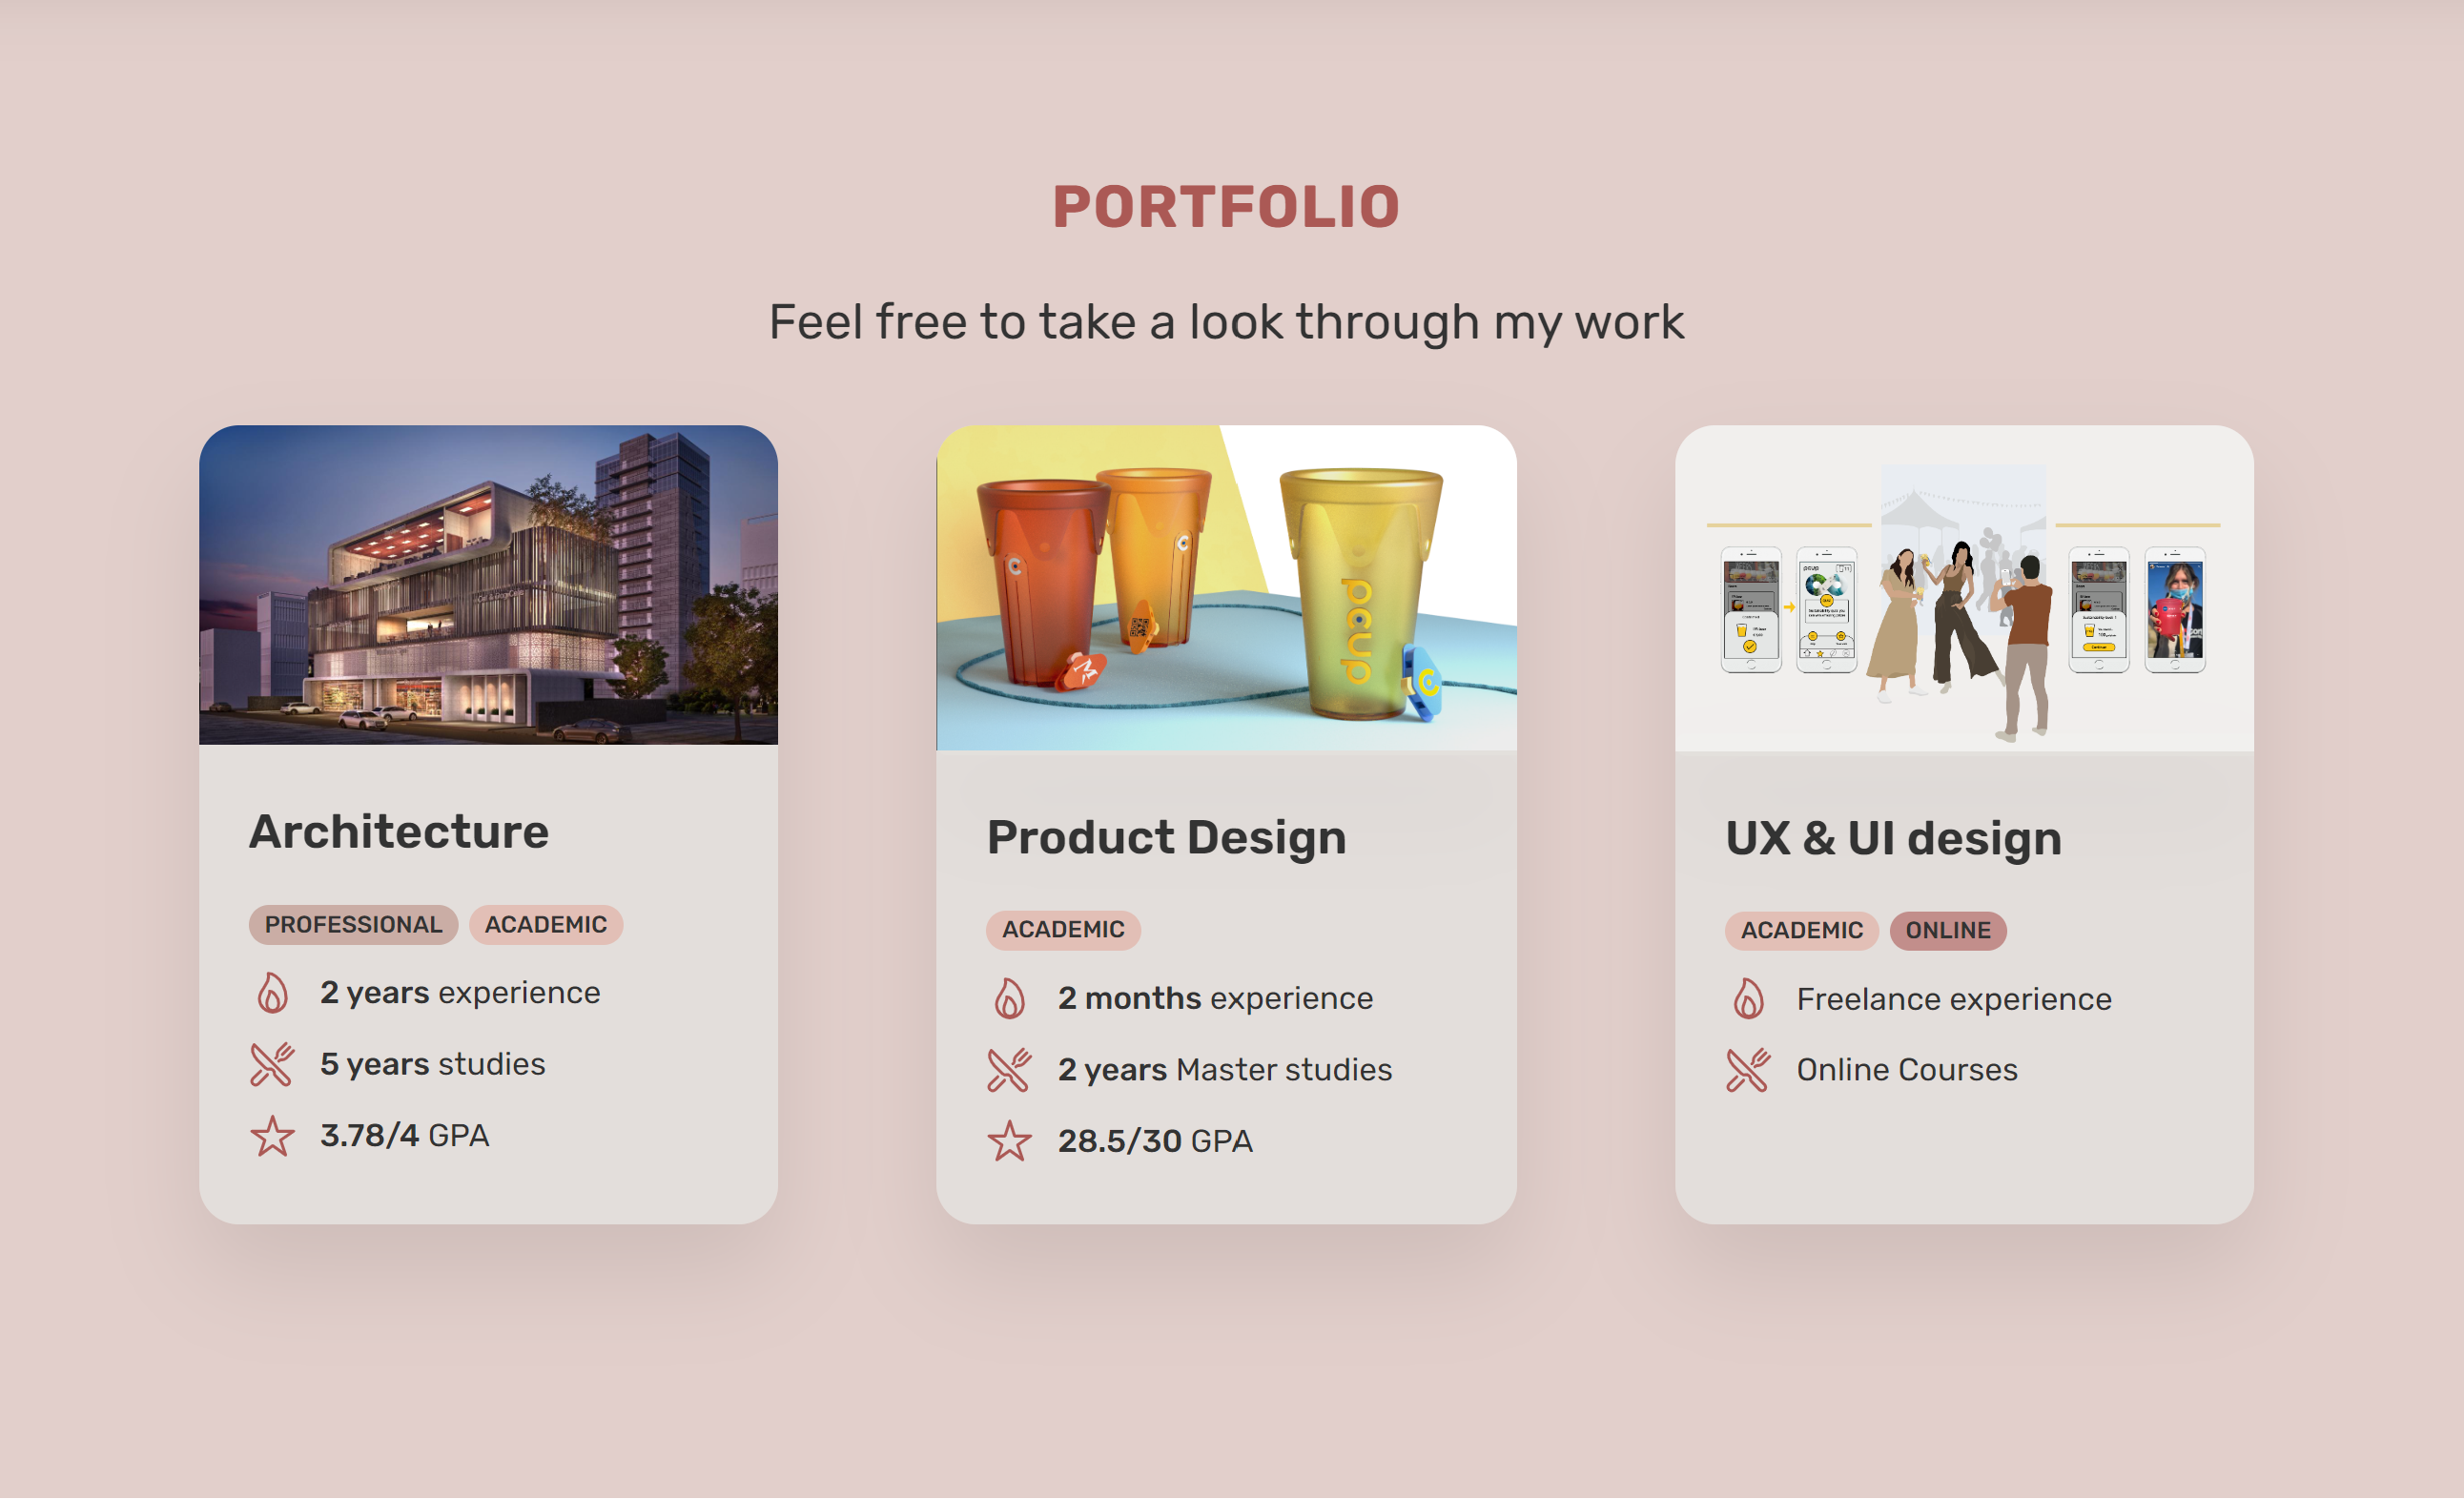 PORTFOLIO
Feel free to take a look through my work
pcup
pcup
Architecture
PROFESSIONAL ACADEMIC
2 years experience
5 years studies
3.78/4 GPA
Product Design
ACADEMIC
2 months experience
2 years Master studies
28.5/30 GPA
UX & UI design
ACADEMIC ONLINE
Freelance experience
Online Courses